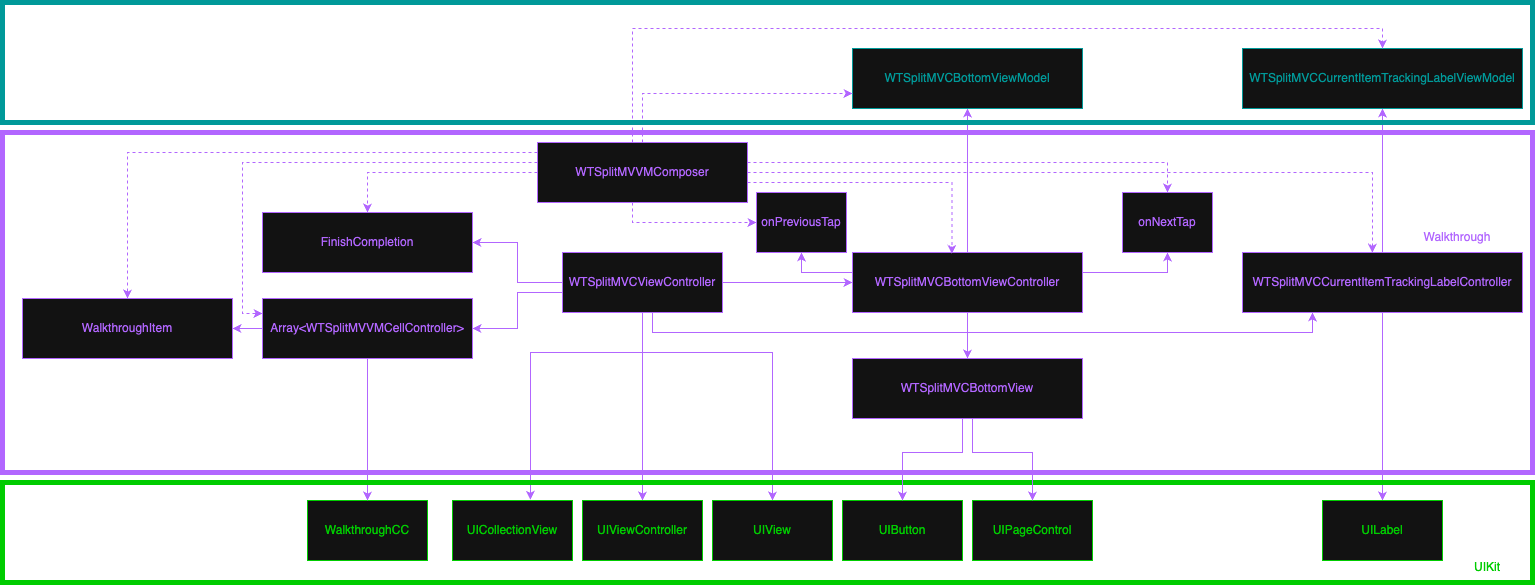 WTSplitMVCBottomViewModel
WTSplitMVCCurrentItemTrackingLabelViewModel
WTSplitMVVMComposer
onPreviousTap
onNextTap
FinishCompletion
Walkthrough
WTSplitMVCViewController
WTSplitMVCBottomViewController
WTSplitMVCCurrentItemTrackingLabelController
WalkthroughItem
Array<WTSplitMVVMCellController>
WTSplitMVCBottomView
WalkthroughCC
UICollectionView
UIViewController
UIView
UIButton
UIPageControl
UILabel
UIKit